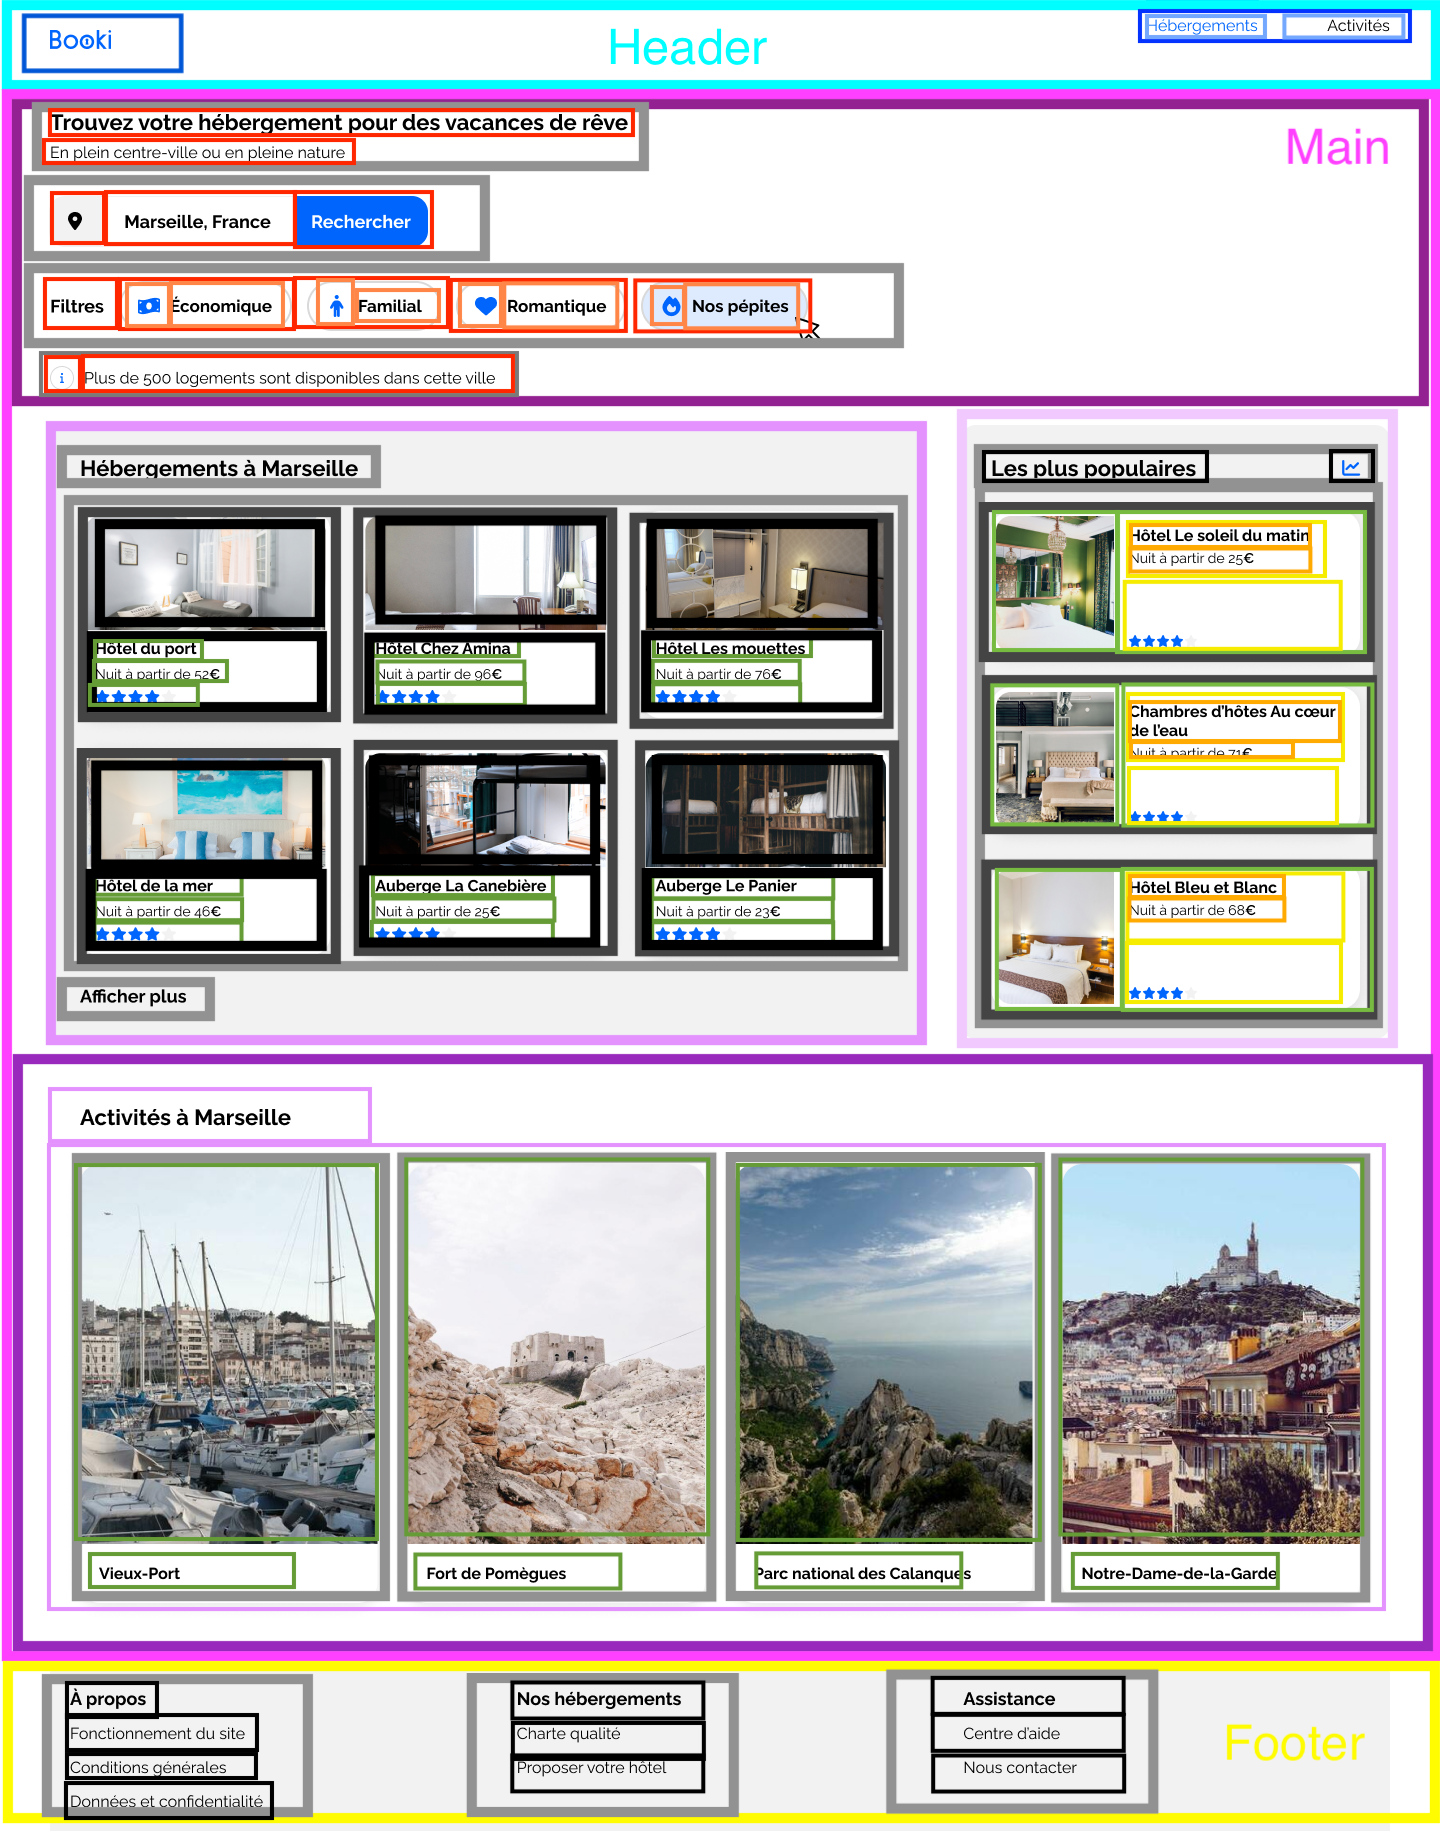 Booki
Header
Hébergements
Activités
Trouvez votre hébergement pour des vacances de rêve
En plein centre-ville ou en pleine nature
Main
Marseille, France
Rechercher
Filtres
Économique
Familial
Romantique
Nos pépites
Plus de 500 logements sont disponibles dans cette ville
Hébergements à Marseille
Hôtel du port
Nuit à partir de 52€
Hôtel Chez Amina
Nuit à partir de 96€
Hôtel Les mouettes
Nuit à partir de 76€
Hôtel de la mer
Nuit à partir de 46€
Auberge La Canebière
Nuit à partir de 25€
Auberge Le Panier
Nuit à partir de 23€
Afficher plus
Les plus populaires
Hôtel Le soleil du matin
Nuit à partir de 25€
Chambres d'hôtes Au cœur
de l'eau
Nuit à partir de 71€
Hôtel Bleu et Blanc
Nuit à partir de 68€
Activités à Marseille
Vieux-Port
Fort de Pomègues
Parc national des Calanques
Notre-Dame-de-la-Garde
À propos
Fonctionnement du site
Conditions générales
Données et confidentialité
Nos hébergements
Charte qualité
Proposer votre hôtel
Assistance
Centre d'aide
Nous contacter
Footer